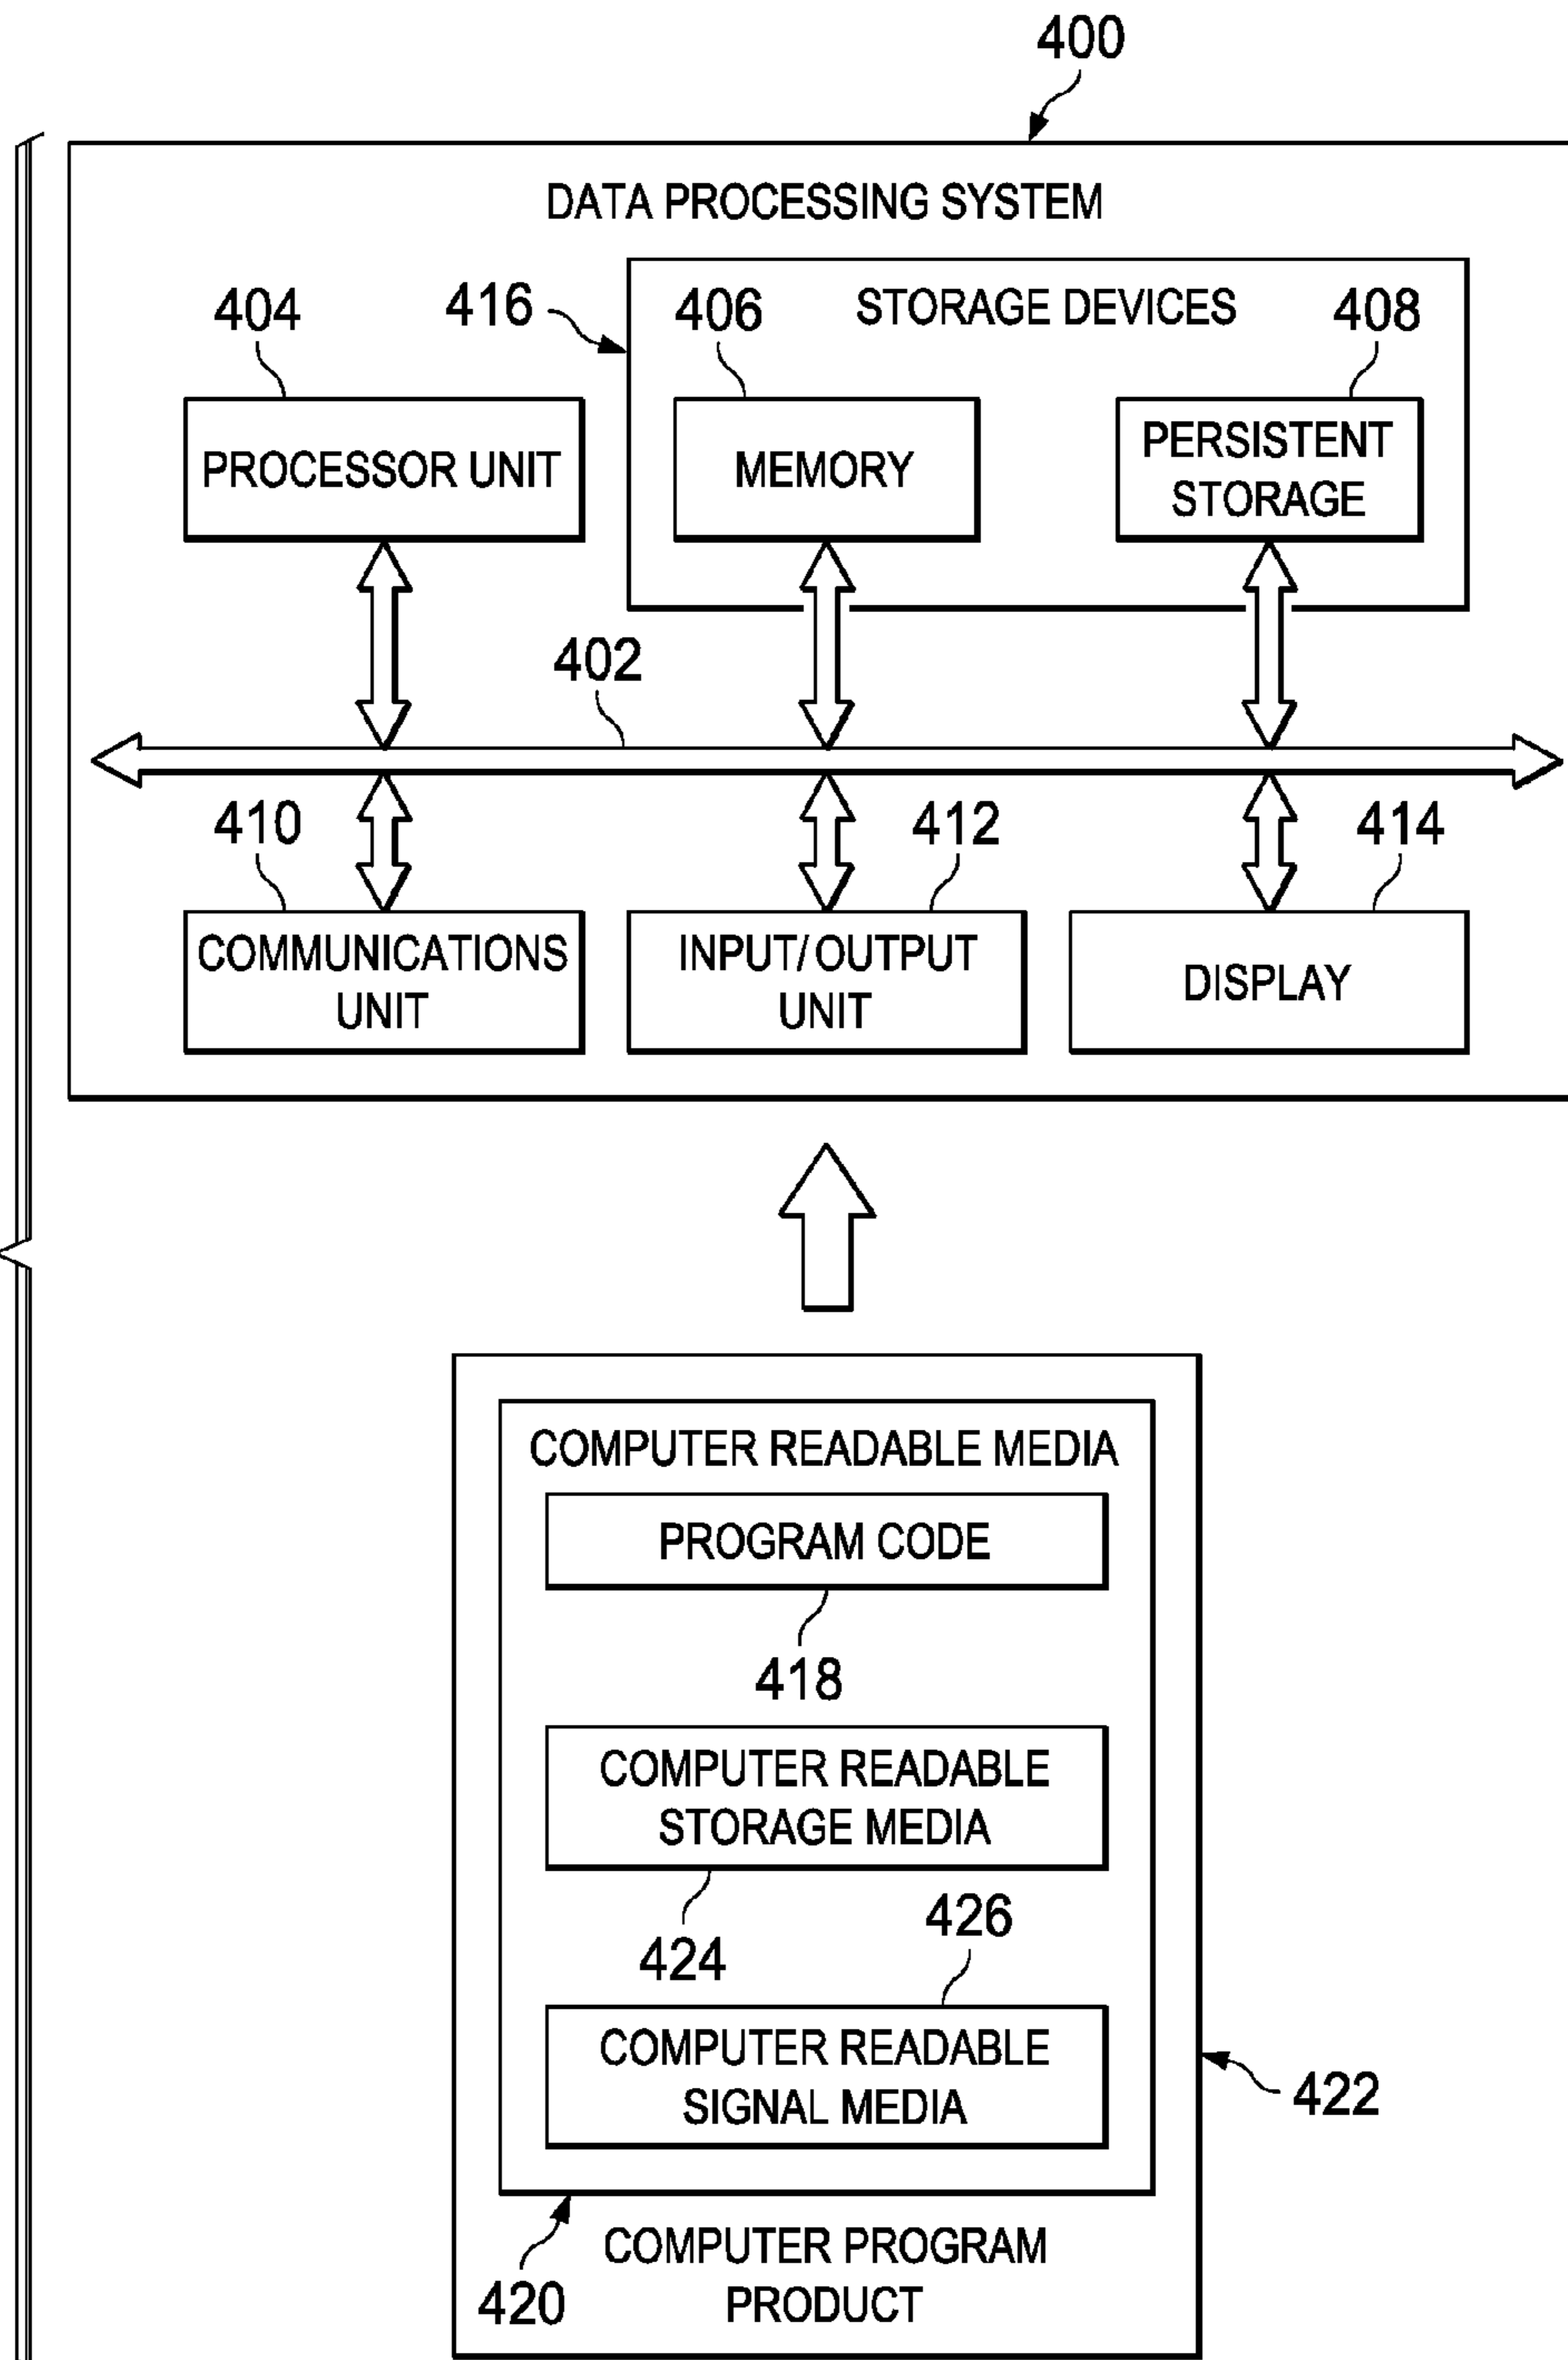 400
DATA PROCESSING SYSTEM
404
416
406
STORAGE DEVICES
408
PROCESSOR UNIT
MEMORY
PERSISTENT
STORAGE
402
410
412
414
COMMUNICATIONS
UNIT
INPUT/OUTPUT
UNIT
DISPLAY
COMPUTER READABLE MEDIA
PROGRAM CODE
418
COMPUTER READABLE
STORAGE MEDIA
424
426
COMPUTER READABLE
SIGNAL MEDIA
422
420
COMPUTER PROGRAM
PRODUCT